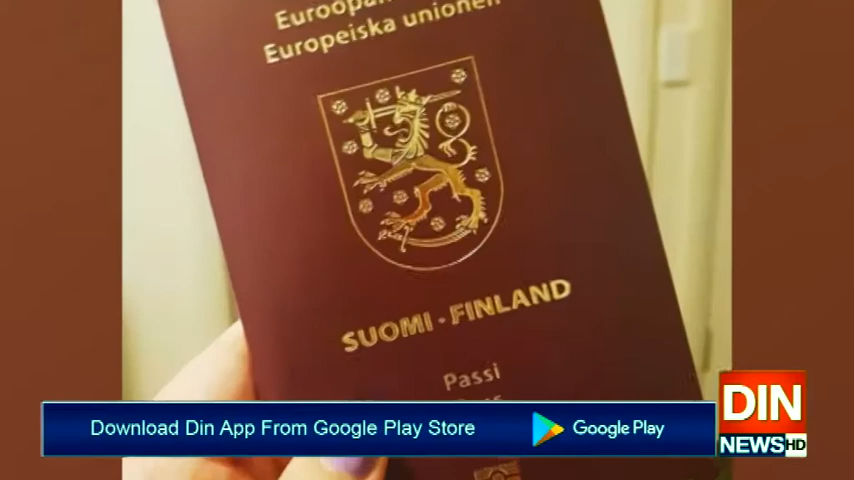 Europeiska unionen
SUOMI · FINLAND
Passi
Download Din App From Google Play Store
Google Play
DIN
NEWS HD